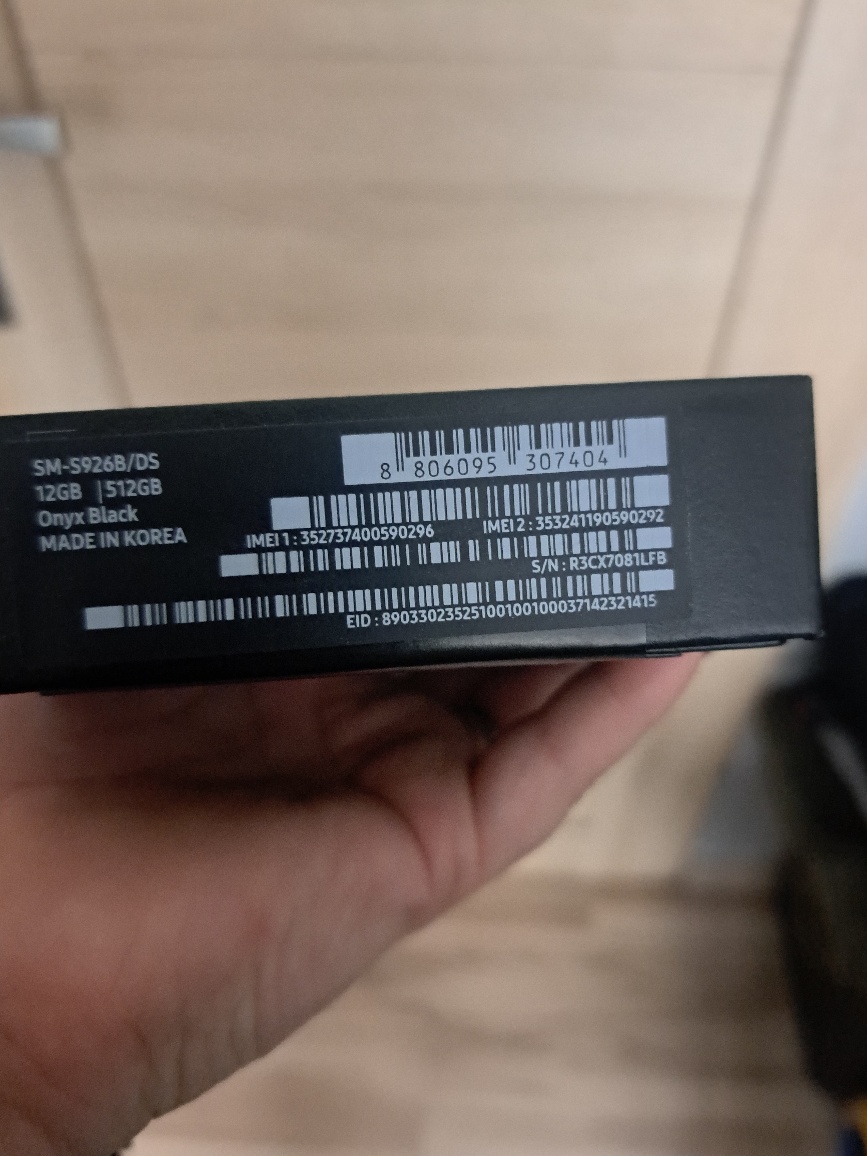 SM-S926B/DS
12GB | 512GB
Onyx Black
MADE IN KOREA
8 806095 307404
IMEI 1 : 352737400590296
IMEI 2 : 353241190590292
S/N : R3CX7081LFB
EID : 89033023525100100100037142321415